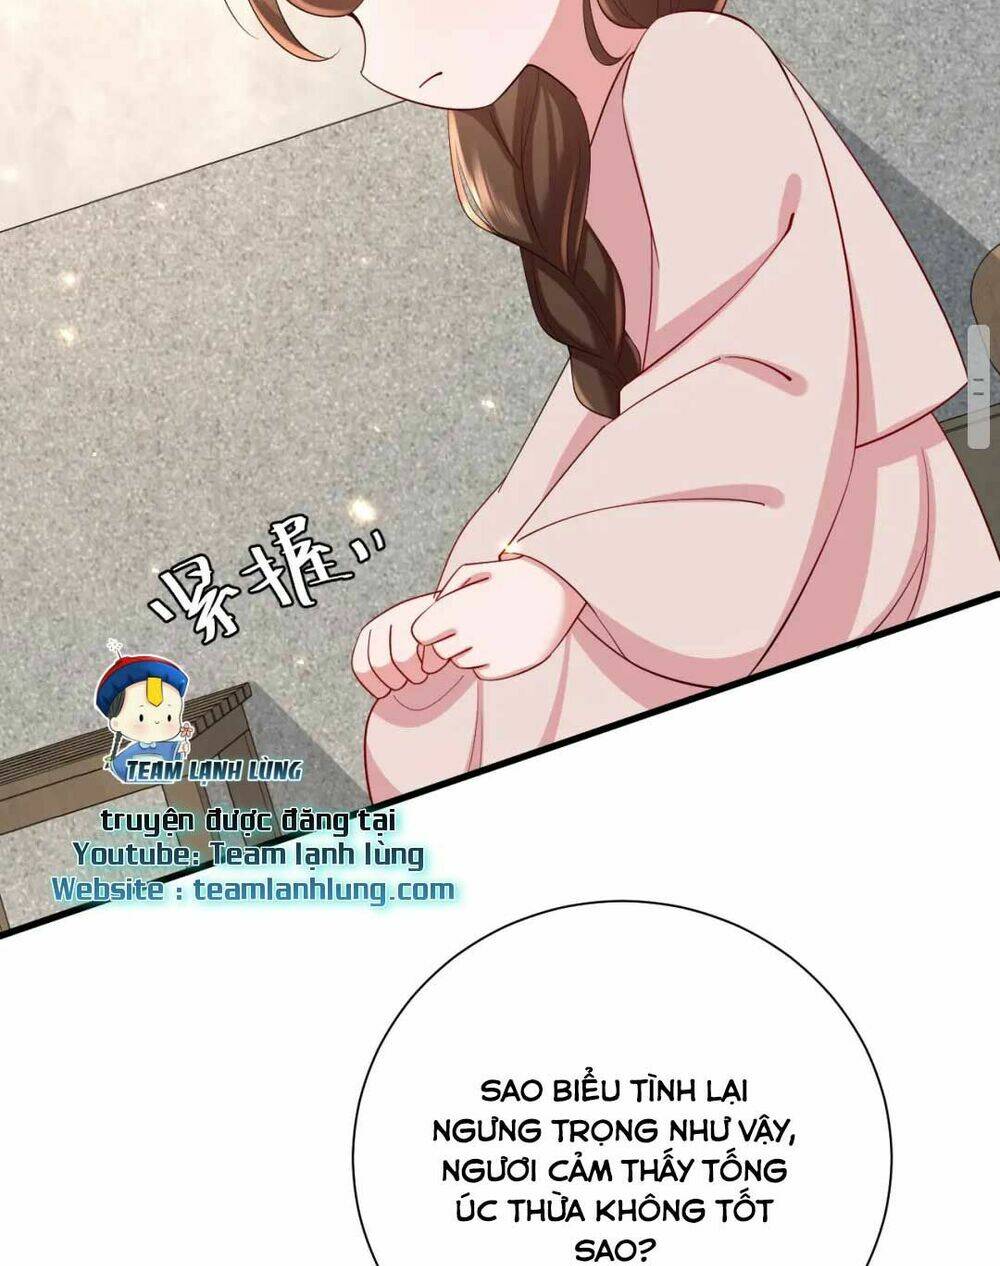 紧握
TEAM LẠNH LÙNG
truyện được đăng tại
Youtube: Team lạnh lùng
Website : teamlanhlung.com
SAO BIỂU TÌNH LẠI
NGƯNG TRỌNG NHƯ VẬY,
NGƯƠI CẢM THẤY TỐNG
ÚC THỪA KHÔNG TỐT
SAO?